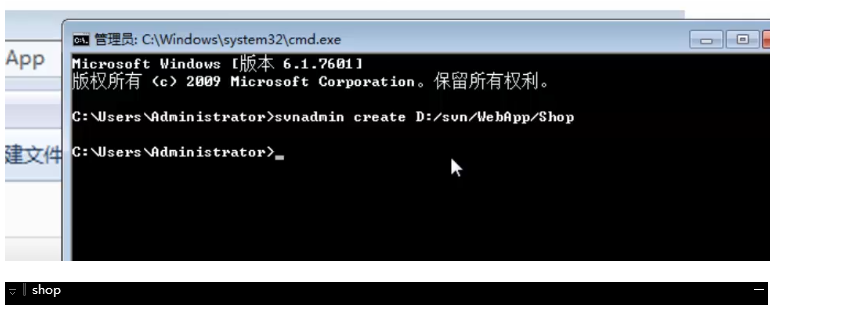 管理员: C:\Windows\system32\cmd.exe
App
Microsoft Windows [版本 6.1.7601]
版权所有 (c) 2009 Microsoft Corporation。保留所有权利。
C:\Users\Administrator>svnadmin create D:/svn/WebApp/Shop
建文件
C:\Users\Administrator>_
shop